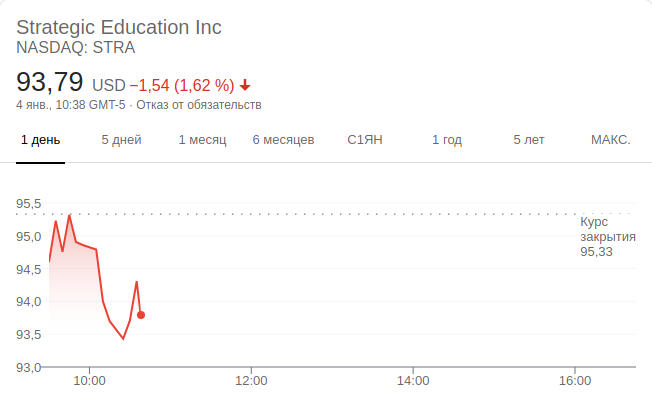 Strategic Education Inc
NASDAQ: STRA
93,79 USD −1,54 (1,62 %)
4 янв., 10:38 GMT-5 · Отказ от обязательств
1 день 5 дней 1 месяц 6 месяцев С1ЯН 1 год 5 лет МАКС.
95,5
Курс
закрытия
95,33
95,0
94,5
94,0
93,5
93,0
10:00 12:00 14:00 16:00